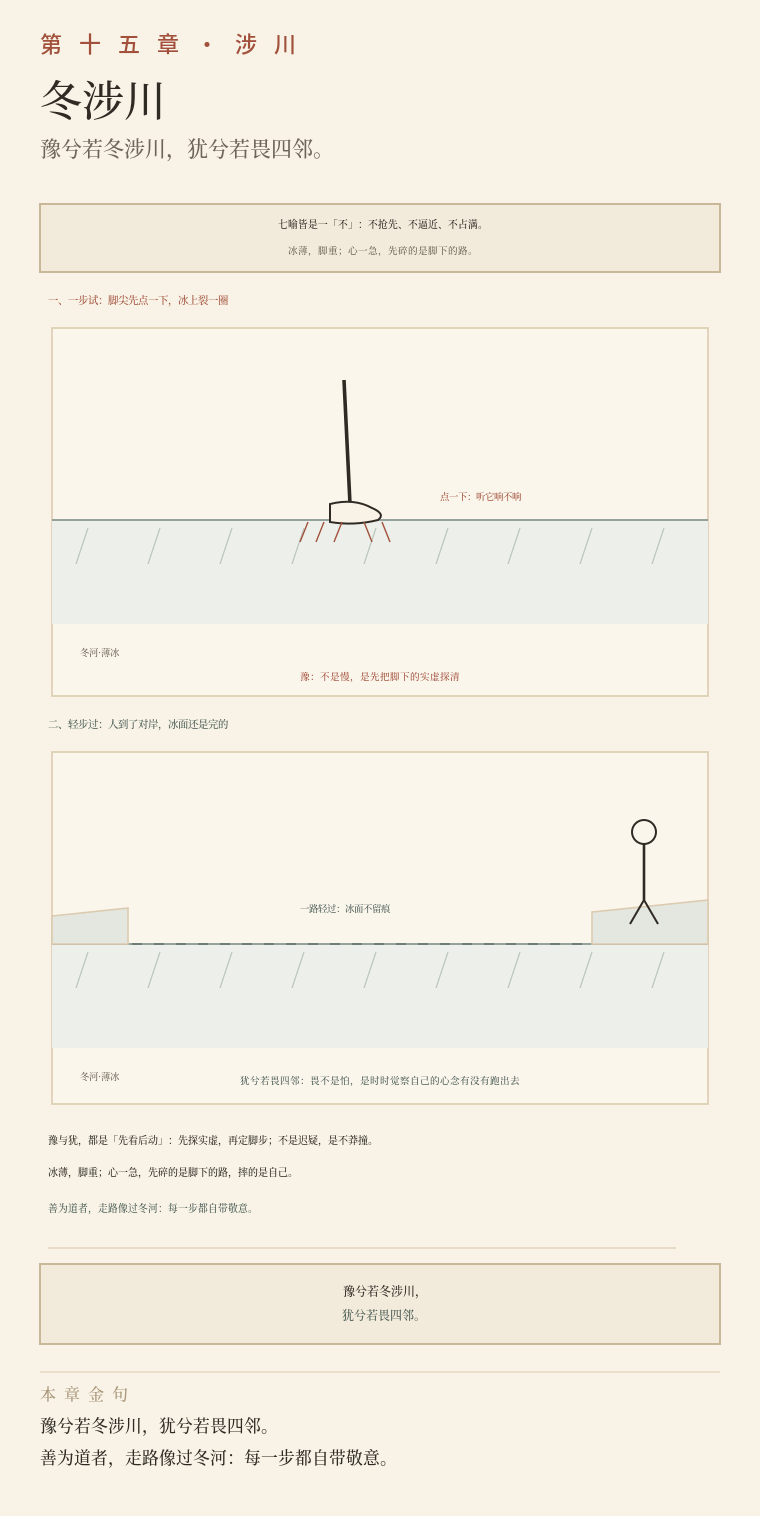 第十五章·涉川
冬涉川
豫兮若冬涉川，犹兮若畏四邻。
七喻皆是一「不」：不抢先、不逼近、不占满。
冰薄，脚重；心一急，先碎的是脚下的路。
一、一步试：脚尖先点一下，冰上裂一圈
点一下：听它响不响
冬河·薄冰
豫：不是慢，是先把脚下的实虚探清
二、轻步过：人到了对岸，冰面还是完的
一路轻过：冰面不留痕
冬河·薄冰
犹兮若畏四邻：畏不是怕，是时时觉察自己的心念有没有跑出去
豫与犹，都是「先看后动」：先探实虚，再定脚步；不是迟疑，是不莽撞。
冰薄，脚重；心一急，先碎的是脚下的路，摔的是自己。
善为道者，走路像过冬河：每一步都自带敬意。
豫兮若冬涉川，
犹兮若畏四邻。
本章金句
豫兮若冬涉川，犹兮若畏四邻。
善为道者，走路像过冬河：每一步都自带敬意。